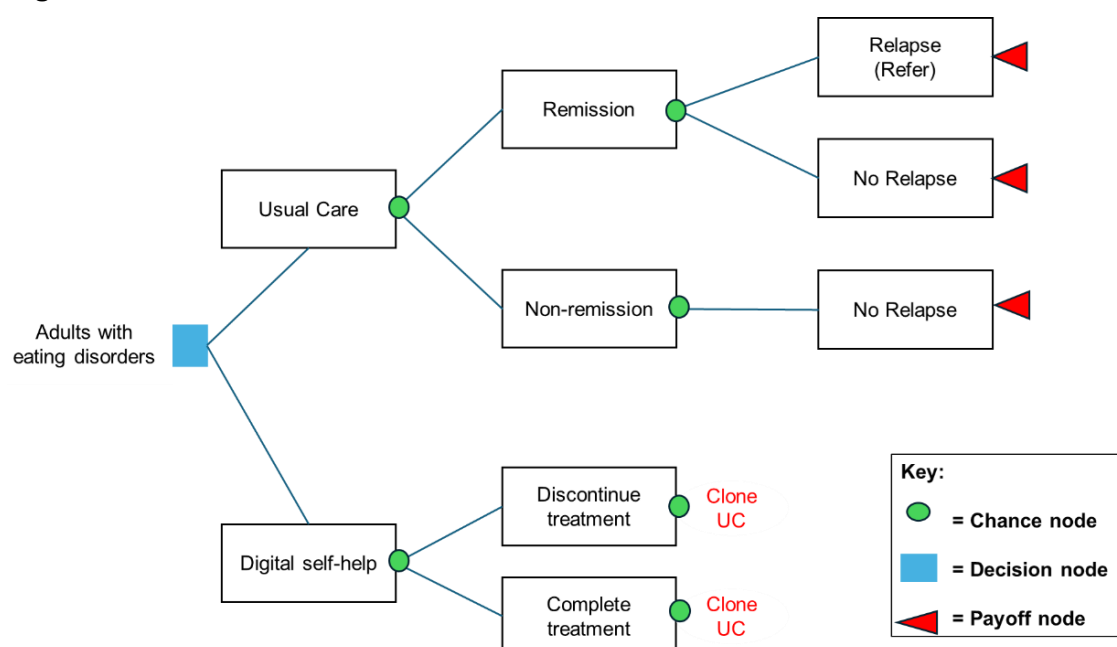 Relapse
(Refer)
Remission
No Relapse
Usual Care
Non-remission
No Relapse
Adults with
eating disorders
Discontinue
treatment
Clone
UC
Digital self-help
Complete
treatment
Clone
UC
Key:
= Chance node
= Decision node
= Payoff node